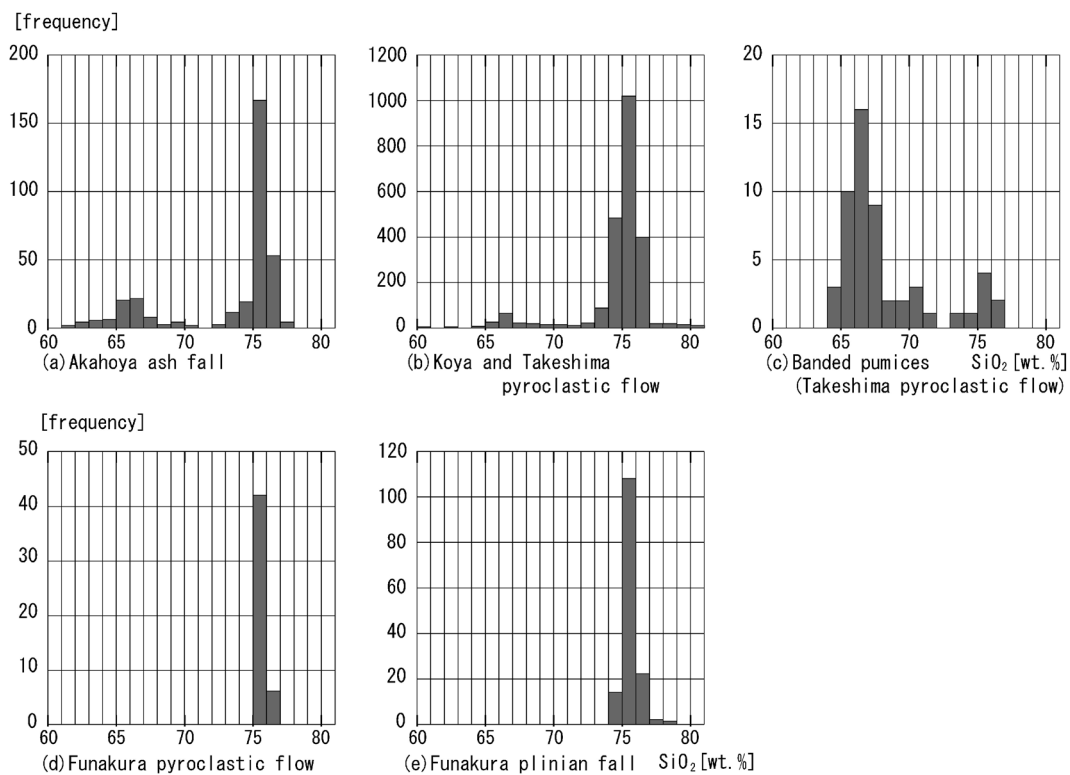 [frequency]
200
150
100
50
0
60 65 70 75 80
(a) Akahoya ash fall
1200
1000
800
600
400
200
0
60 65 70 75 80
(b) Koya and Takeshima
pyroclastic flow
20
15
10
5
0
60 65 70 75 80
(c) Banded pumices SiO₂ [wt.%]
(Takeshima pyroclastic flow)
[frequency]
50
40
30
20
10
0
60 65 70 75 80
(d) Funakura pyroclastic flow
120
100
80
60
40
20
0
60 65 70 75 80
(e) Funakura plinian fall SiO₂ [wt.%]